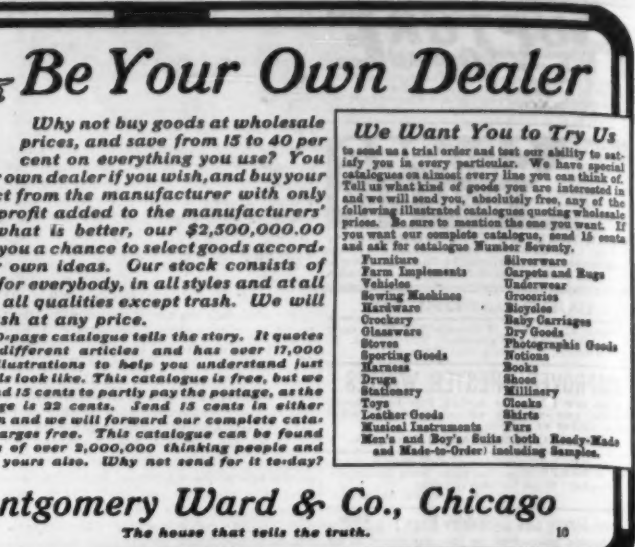 Be Your Own Dealer
Why not buy goods at wholesale
prices, and save from 15 to 40 per
cent on everything you use? You
own dealer if you wish, and buy your
from the manufacturer with only
profit added to the manufacturers'
what is better, our $2,500,000.00
you a chance to select goods accord-
own ideas. Our stock consists of
for everybody, in all styles and at all
all qualities except trash. We will
at any price.
page catalogue tells the story. It quotes
different articles and has over 17,000
illustrations to help you understand just
look like. This catalogue is free, but we
15 cents to partly pay the postage, as the
is 22 cents. Send 15 cents in either
and we will forward our complete cata-
free. This catalogue can be found
of over 2,000,000 thinking people and
yours also. Why not send for it to-day?
We Want You to Try Us
to send us a trial order and test our ability to sat-
isfy you in every particular. We have special
catalogues on almost every line you can think of.
Tell us what kind of goods you are interested in
and we will send you, absolutely free, any of the
following illustrated catalogues quoting wholesale
prices. Be sure to mention the one you want. If
you want our complete catalogue, send 15 cents
and ask for catalogue Number Seventy.
Furniture
Farm Implements
Vehicles
Sewing Machines
Hardware
Crockery
Glassware
Stoves
Sporting Goods
Harness
Drugs
Stationery
Toys
Leather Goods
Musical Instruments
Silverware
Carpets and Rugs
Underwear
Groceries
Bicycles
Baby Carriages
Dry Goods
Photographic Goods
Notions
Books
Shoes
Millinery
Cloaks
Skirts
Furs
Men's and Boy's Suits (both Ready-Made
and Made-to-Order) including Samples.
Ward & Co., Chicago
The house that tells the truth.
10